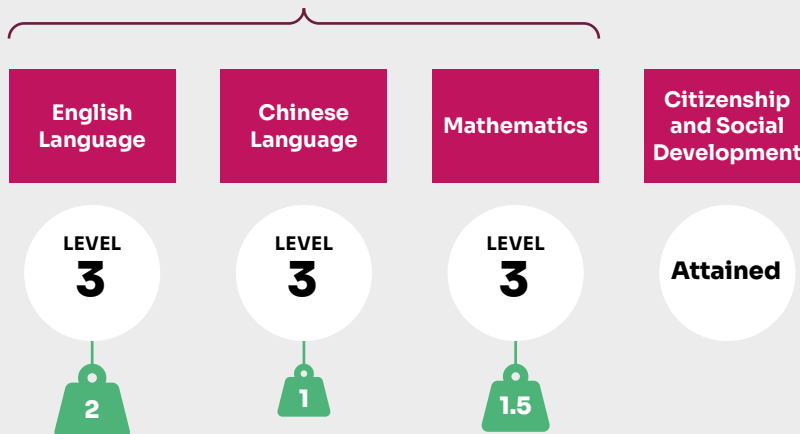 English
Language
Chinese
Language
Mathematics
Citizenship
and Social
Development
LEVEL
3
LEVEL
3
LEVEL
3
Attained
2
1
1.5